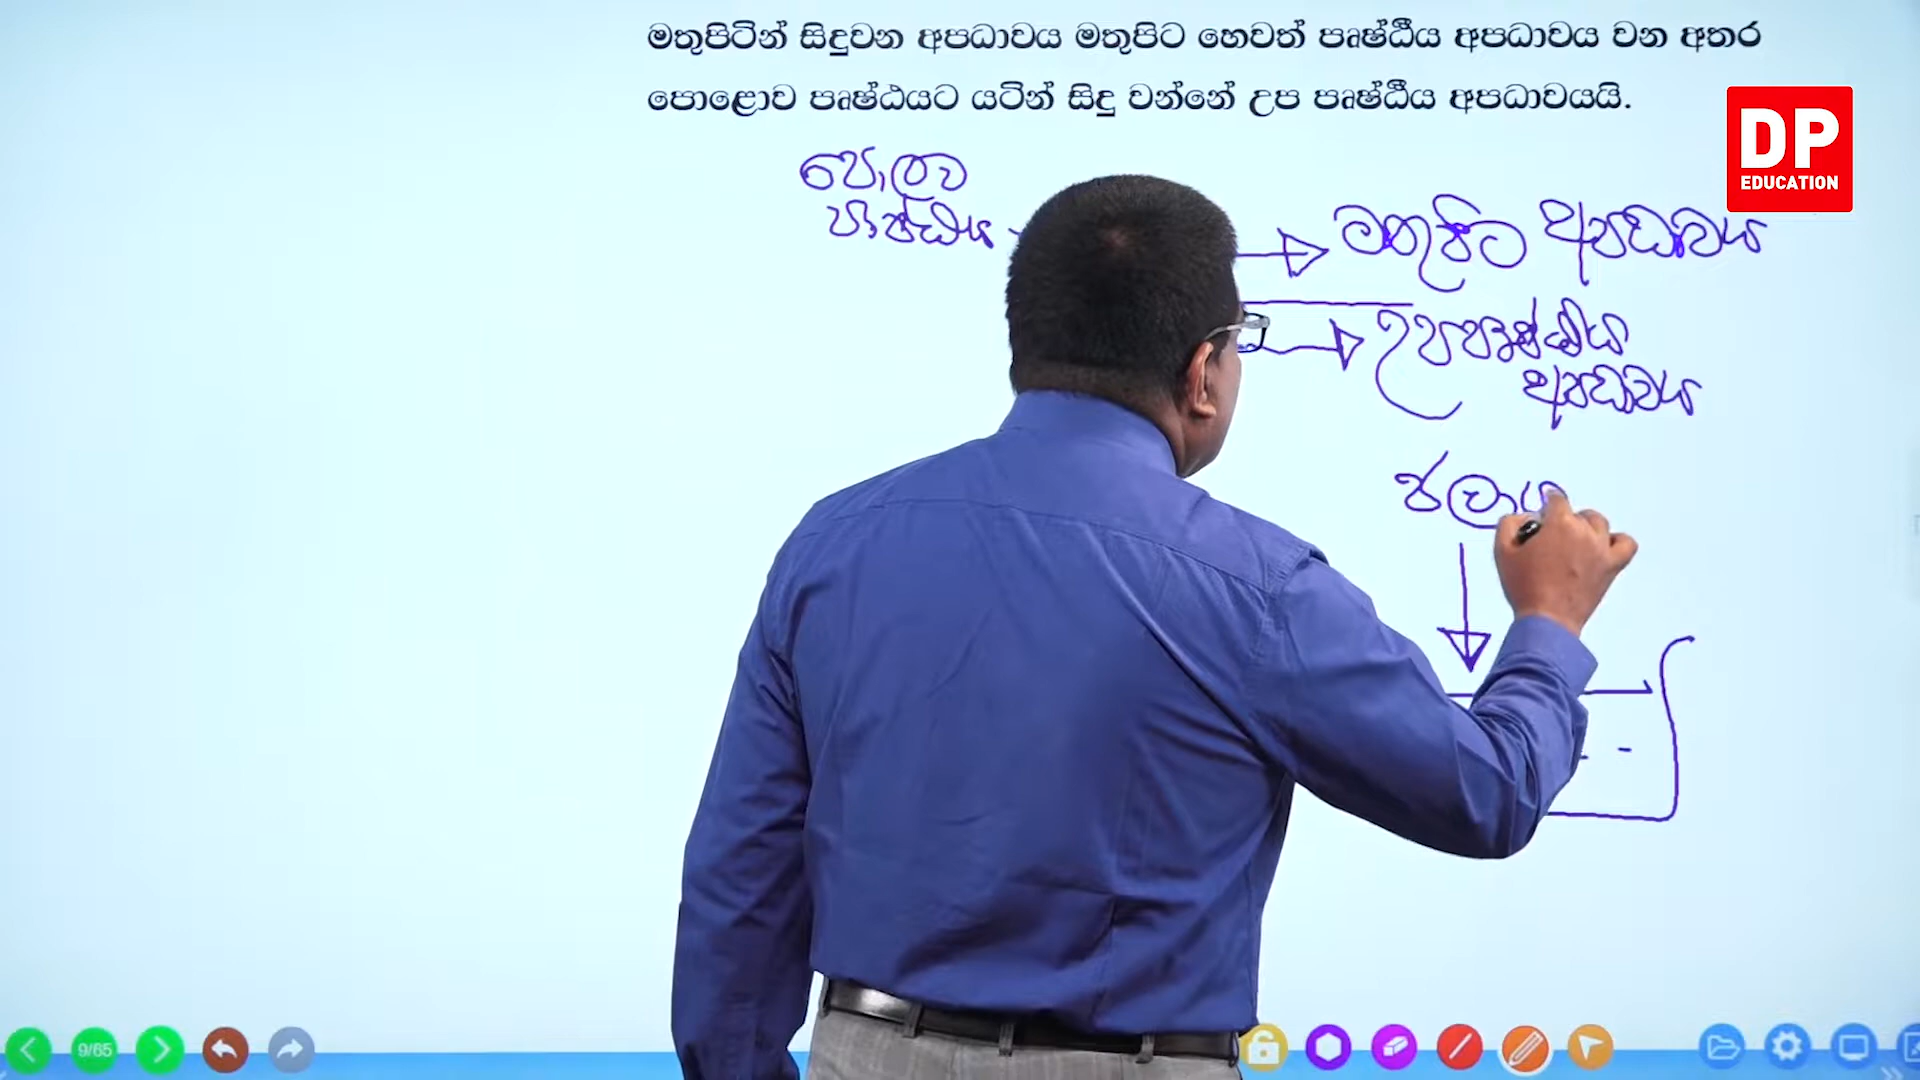 මතුපිටින් සිදුවන අපධාවය මතුපිට හෙවත් පෘෂ්ඨීය අපධාවය වන අතර
පොළොව පෘෂ්ඨයට යටින් සිදු වන්නේ උප පෘෂ්ඨීය අපධාවයයි.
DP
EDUCATION
පොලව
පෘෂ්ඨය
මතුපිට අපධාවය
උපපෘෂ්ඨීය
අපධාවය
9/65